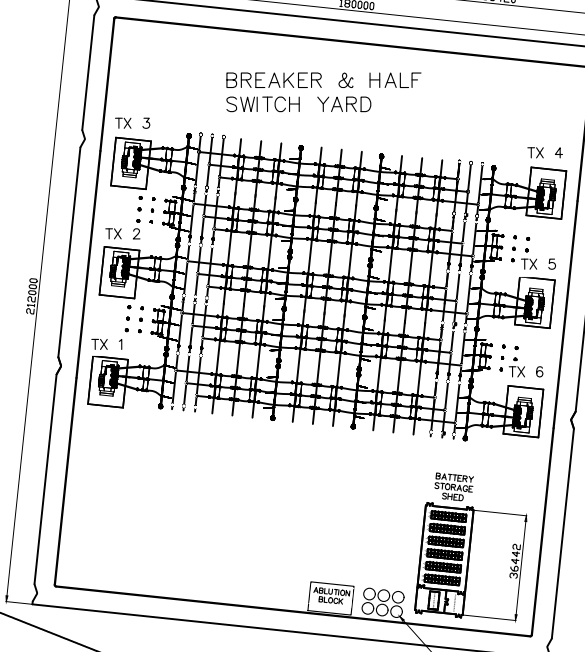 180000
BREAKER & HALF
SWITCH YARD
TX 3
TX 4
TX 2
TX 5
212000
TX 1
TX 6
BATTERY
STORAGE
SHED
36442
ABLUTION
BLOCK